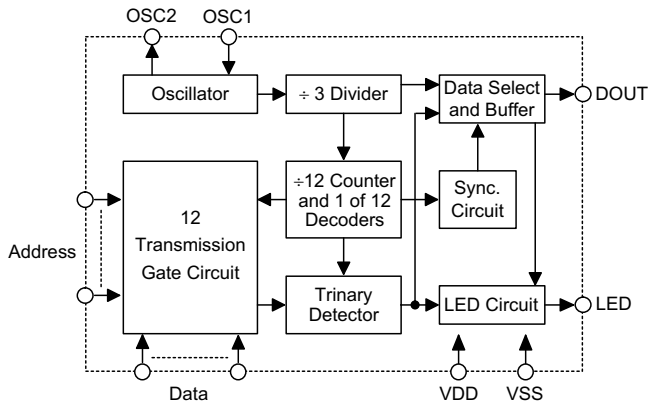 OSC2 OSC1
Oscillator
÷ 3 Divider
Data Select
and Buffer
DOUT
12
Transmission
Gate Circuit
÷12 Counter
and 1 of 12
Decoders
Sync.
Circuit
Address
Trinary
Detector
LED Circuit
LED
Data
VDD
VSS